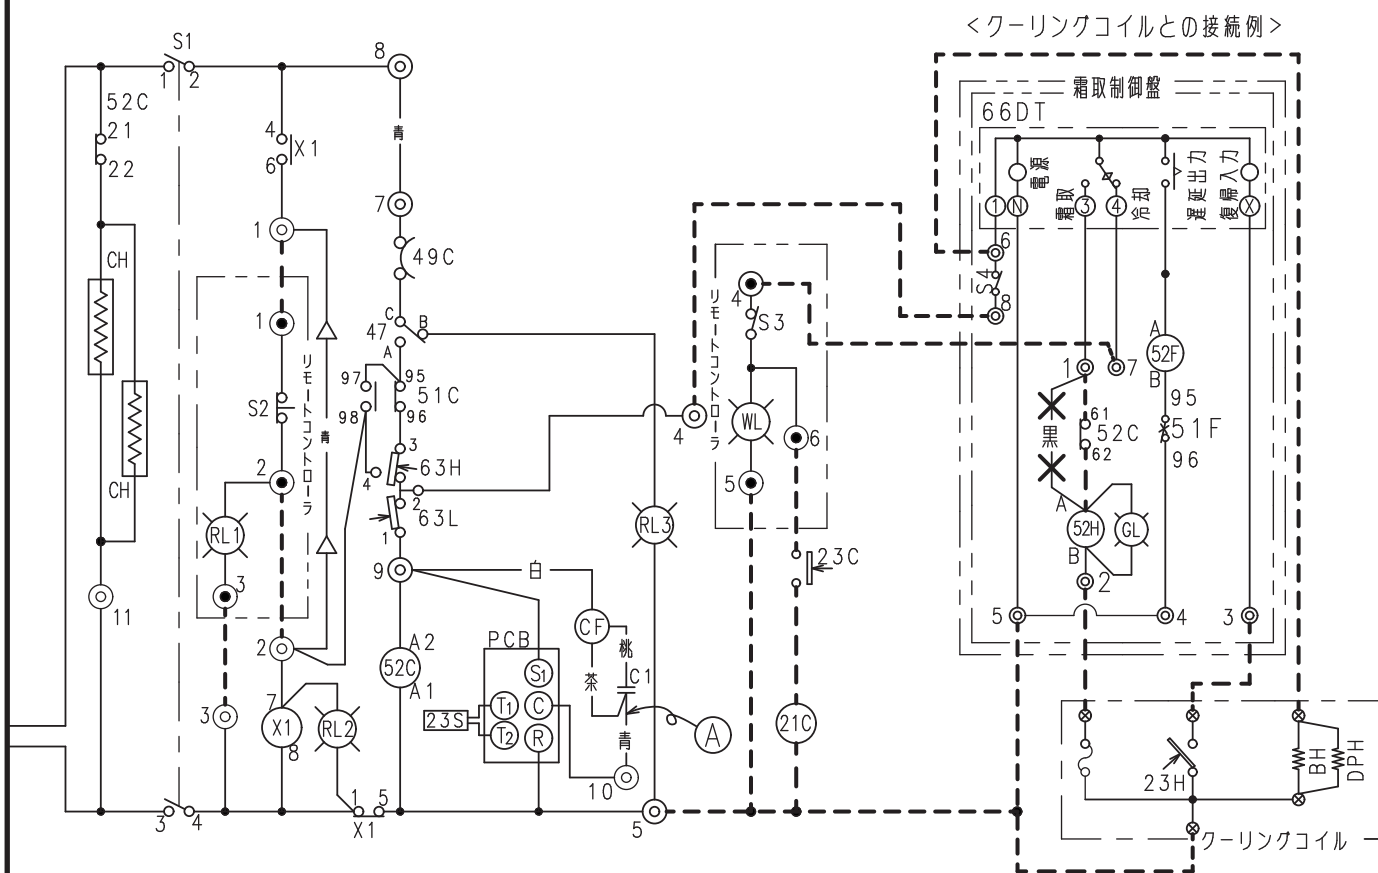 <クーリングコイルとの接続例>
S1
1 2
8
52C
21
22
4
X1
6
青
7
49C
1
CH
CH
1
S2
リモートコントローラ
青
2
RL1
3
11
2
3
C
B
47
A
97
95
51C
98
96
3
63H
4
2
63L
1
9
白
A2
52C
A1
PCB
S1
T1
C
T2
R
23S
CF
桃
茶
C1
青
A
10
7
X1
8
RL2
3 4
1 5
X1
5
RL3
4
リモートコントローラ
4
S3
WL
6
5
23C
21C
霜取制御盤
66DT
電源
霜取
冷却
遅延出力
復帰入力
1 N 3 4 X
6
S4
8
1
7
黒
61
52C
62
A
52H
GL
B
2
A
52F
B
95
51F
96
5
4
3
23H
BH
DPH
クーリングコイル